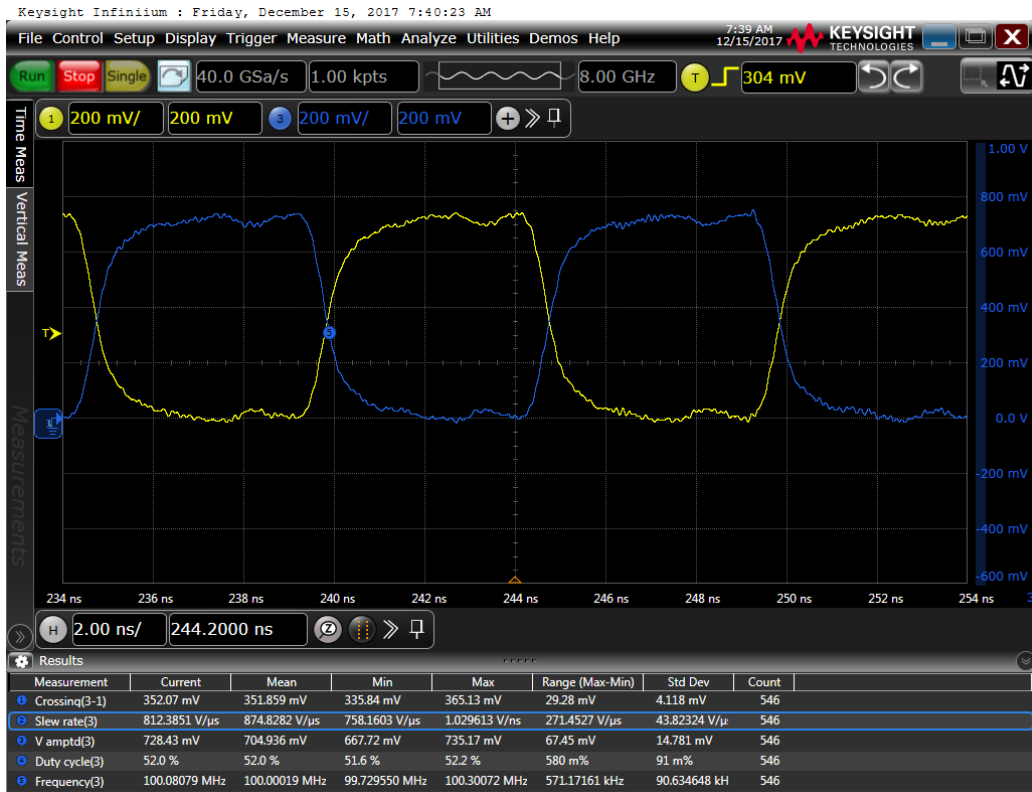 Keysight Infiniium : Friday, December 15, 2017 7:40:23 AM
File Control Setup Display Trigger Measure Math Analyze Utilities Demos Help
7:39 AM
12/15/2017
KEYSIGHT
TECHNOLOGIES
Run Stop Single 40.0 GSa/s 1.00 kpts 8.00 GHz T 304 mV
1 200 mV/ 200 mV 3 200 mV/ 200 mV
Time Meas
Vertical Meas
Measurements
1.00 V
800 mV
600 mV
400 mV
200 mV
0.0 V
-200 mV
-400 mV
-600 mV
T
5
234 ns 236 ns 238 ns 240 ns 242 ns 244 ns 246 ns 248 ns 250 ns 252 ns 254 ns
H 2.00 ns/ 244.2000 ns
Results
Measurement Current Mean Min Max Range (Max-Min) Std Dev Count
1 Crossing(3-1) 352.07 mV 351.859 mV 335.84 mV 365.13 mV 29.28 mV 4.118 mV 546
2 Slew rate(3) 812.3851 V/µs 874.8282 V/µs 758.1603 V/µs 1.029613 V/ns 271.4527 V/µs 43.82324 V/µ 546
3 V amptd(3) 728.43 mV 704.936 mV 667.72 mV 735.17 mV 67.45 mV 14.781 mV 546
4 Duty cycle(3) 52.0 % 52.0 % 51.6 % 52.2 % 580 m% 91 m% 546
5 Frequency(3) 100.08079 MHz 100.00019 MHz 99.729550 MHz 100.30072 MHz 571.17161 kHz 90.634648 kH 546